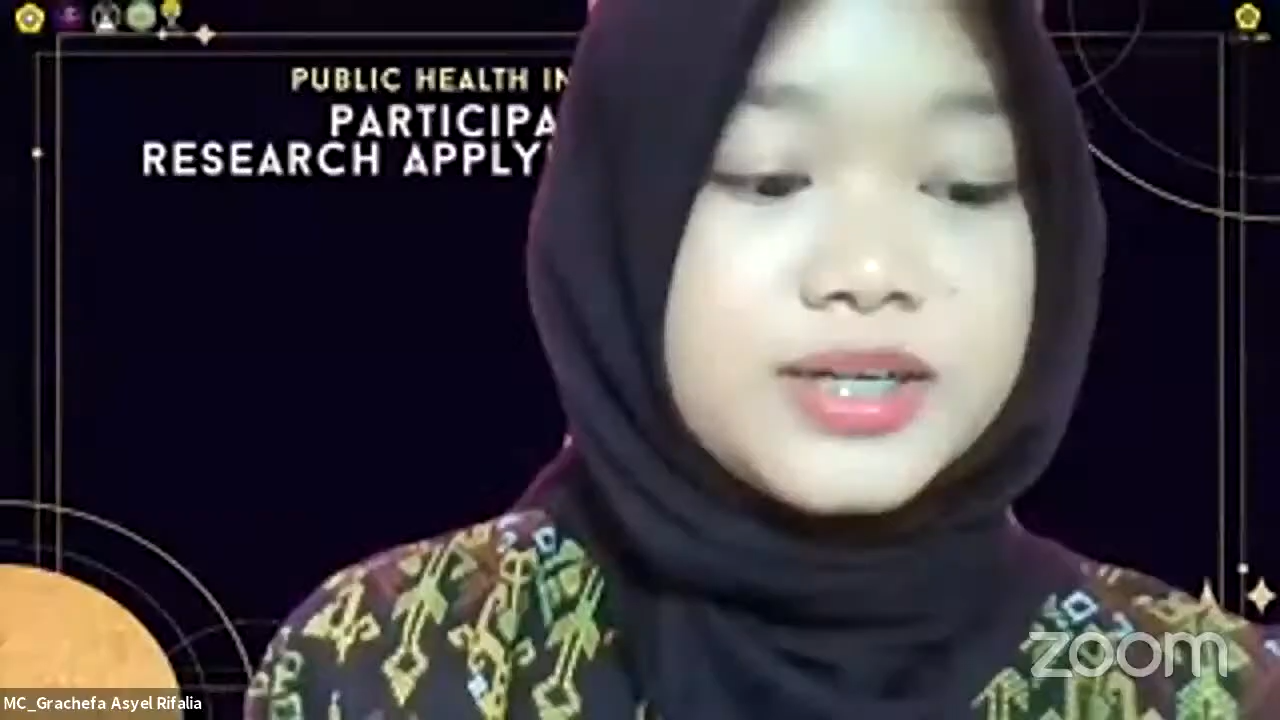 PUBLIC HEALTH IN
PARTICIPA
RESEARCH APPLY
zoom
MC_Grachefa Asyel Rifalia